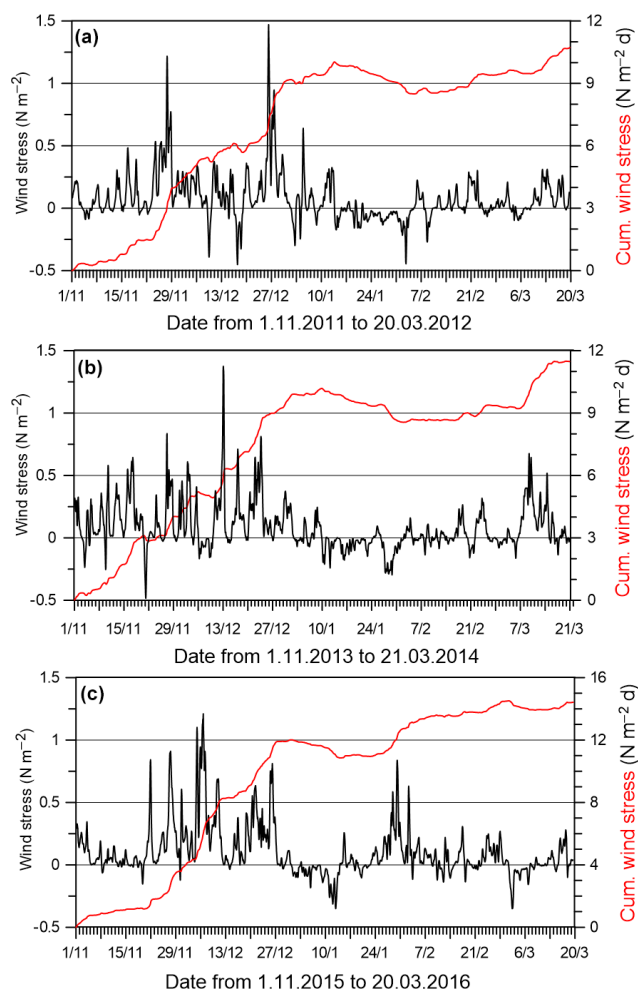 (a)
1.5
1
0.5
0
-0.5
Wind stress (N m⁻²)
12
9
6
3
0
Cum. wind stress (N m⁻² d)
1/11 15/11 29/11 13/12 27/12 10/1 24/1 7/2 21/2 6/3 20/3
Date from 1.11.2011 to 20.03.2012
(b)
1.5
1
0.5
0
-0.5
Wind stress (N m⁻²)
12
9
6
3
0
Cum. wind stress (N m⁻² d)
1/11 15/11 29/11 13/12 27/12 10/1 24/1 7/2 21/2 7/3 21/3
Date from 1.11.2013 to 21.03.2014
(c)
1.5
1
0.5
0
-0.5
Wind stress (N m⁻²)
16
12
8
4
0
Cum. wind stress (N m⁻² d)
1/11 15/11 29/11 13/12 27/12 10/1 24/1 7/2 21/2 6/3 20/3
Date from 1.11.2015 to 20.03.2016